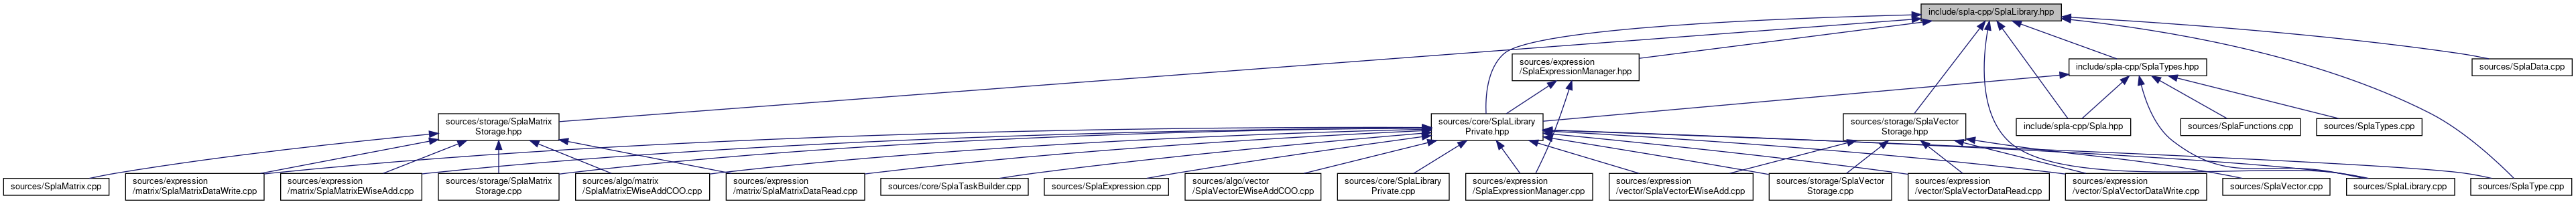 include/spla-cpp/SplaLibrary.hpp
sources/expression
/SplaExpressionManager.hpp
include/spla-cpp/SplaTypes.hpp
sources/SplaData.cpp
sources/storage/SplaMatrix
Storage.hpp
sources/core/SplaLibrary
Private.hpp
sources/storage/SplaVector
Storage.hpp
include/spla-cpp/Spla.hpp
sources/SplaFunctions.cpp
sources/SplaTypes.cpp
sources/SplaMatrix.cpp
sources/expression
/matrix/SplaMatrixDataWrite.cpp
sources/expression
/matrix/SplaMatrixEWiseAdd.cpp
sources/storage/SplaMatrix
Storage.cpp
sources/algo/matrix
/SplaMatrixEWiseAddCOO.cpp
sources/expression
/matrix/SplaMatrixDataRead.cpp
sources/core/SplaTaskBuilder.cpp
sources/SplaExpression.cpp
sources/algo/vector
/SplaVectorEWiseAddCOO.cpp
sources/core/SplaLibrary
Private.cpp
sources/expression
/SplaExpressionManager.cpp
sources/expression
/vector/SplaVectorEWiseAdd.cpp
sources/storage/SplaVector
Storage.cpp
sources/expression
/vector/SplaVectorDataRead.cpp
sources/expression
/vector/SplaVectorDataWrite.cpp
sources/SplaVector.cpp
sources/SplaLibrary.cpp
sources/SplaType.cpp